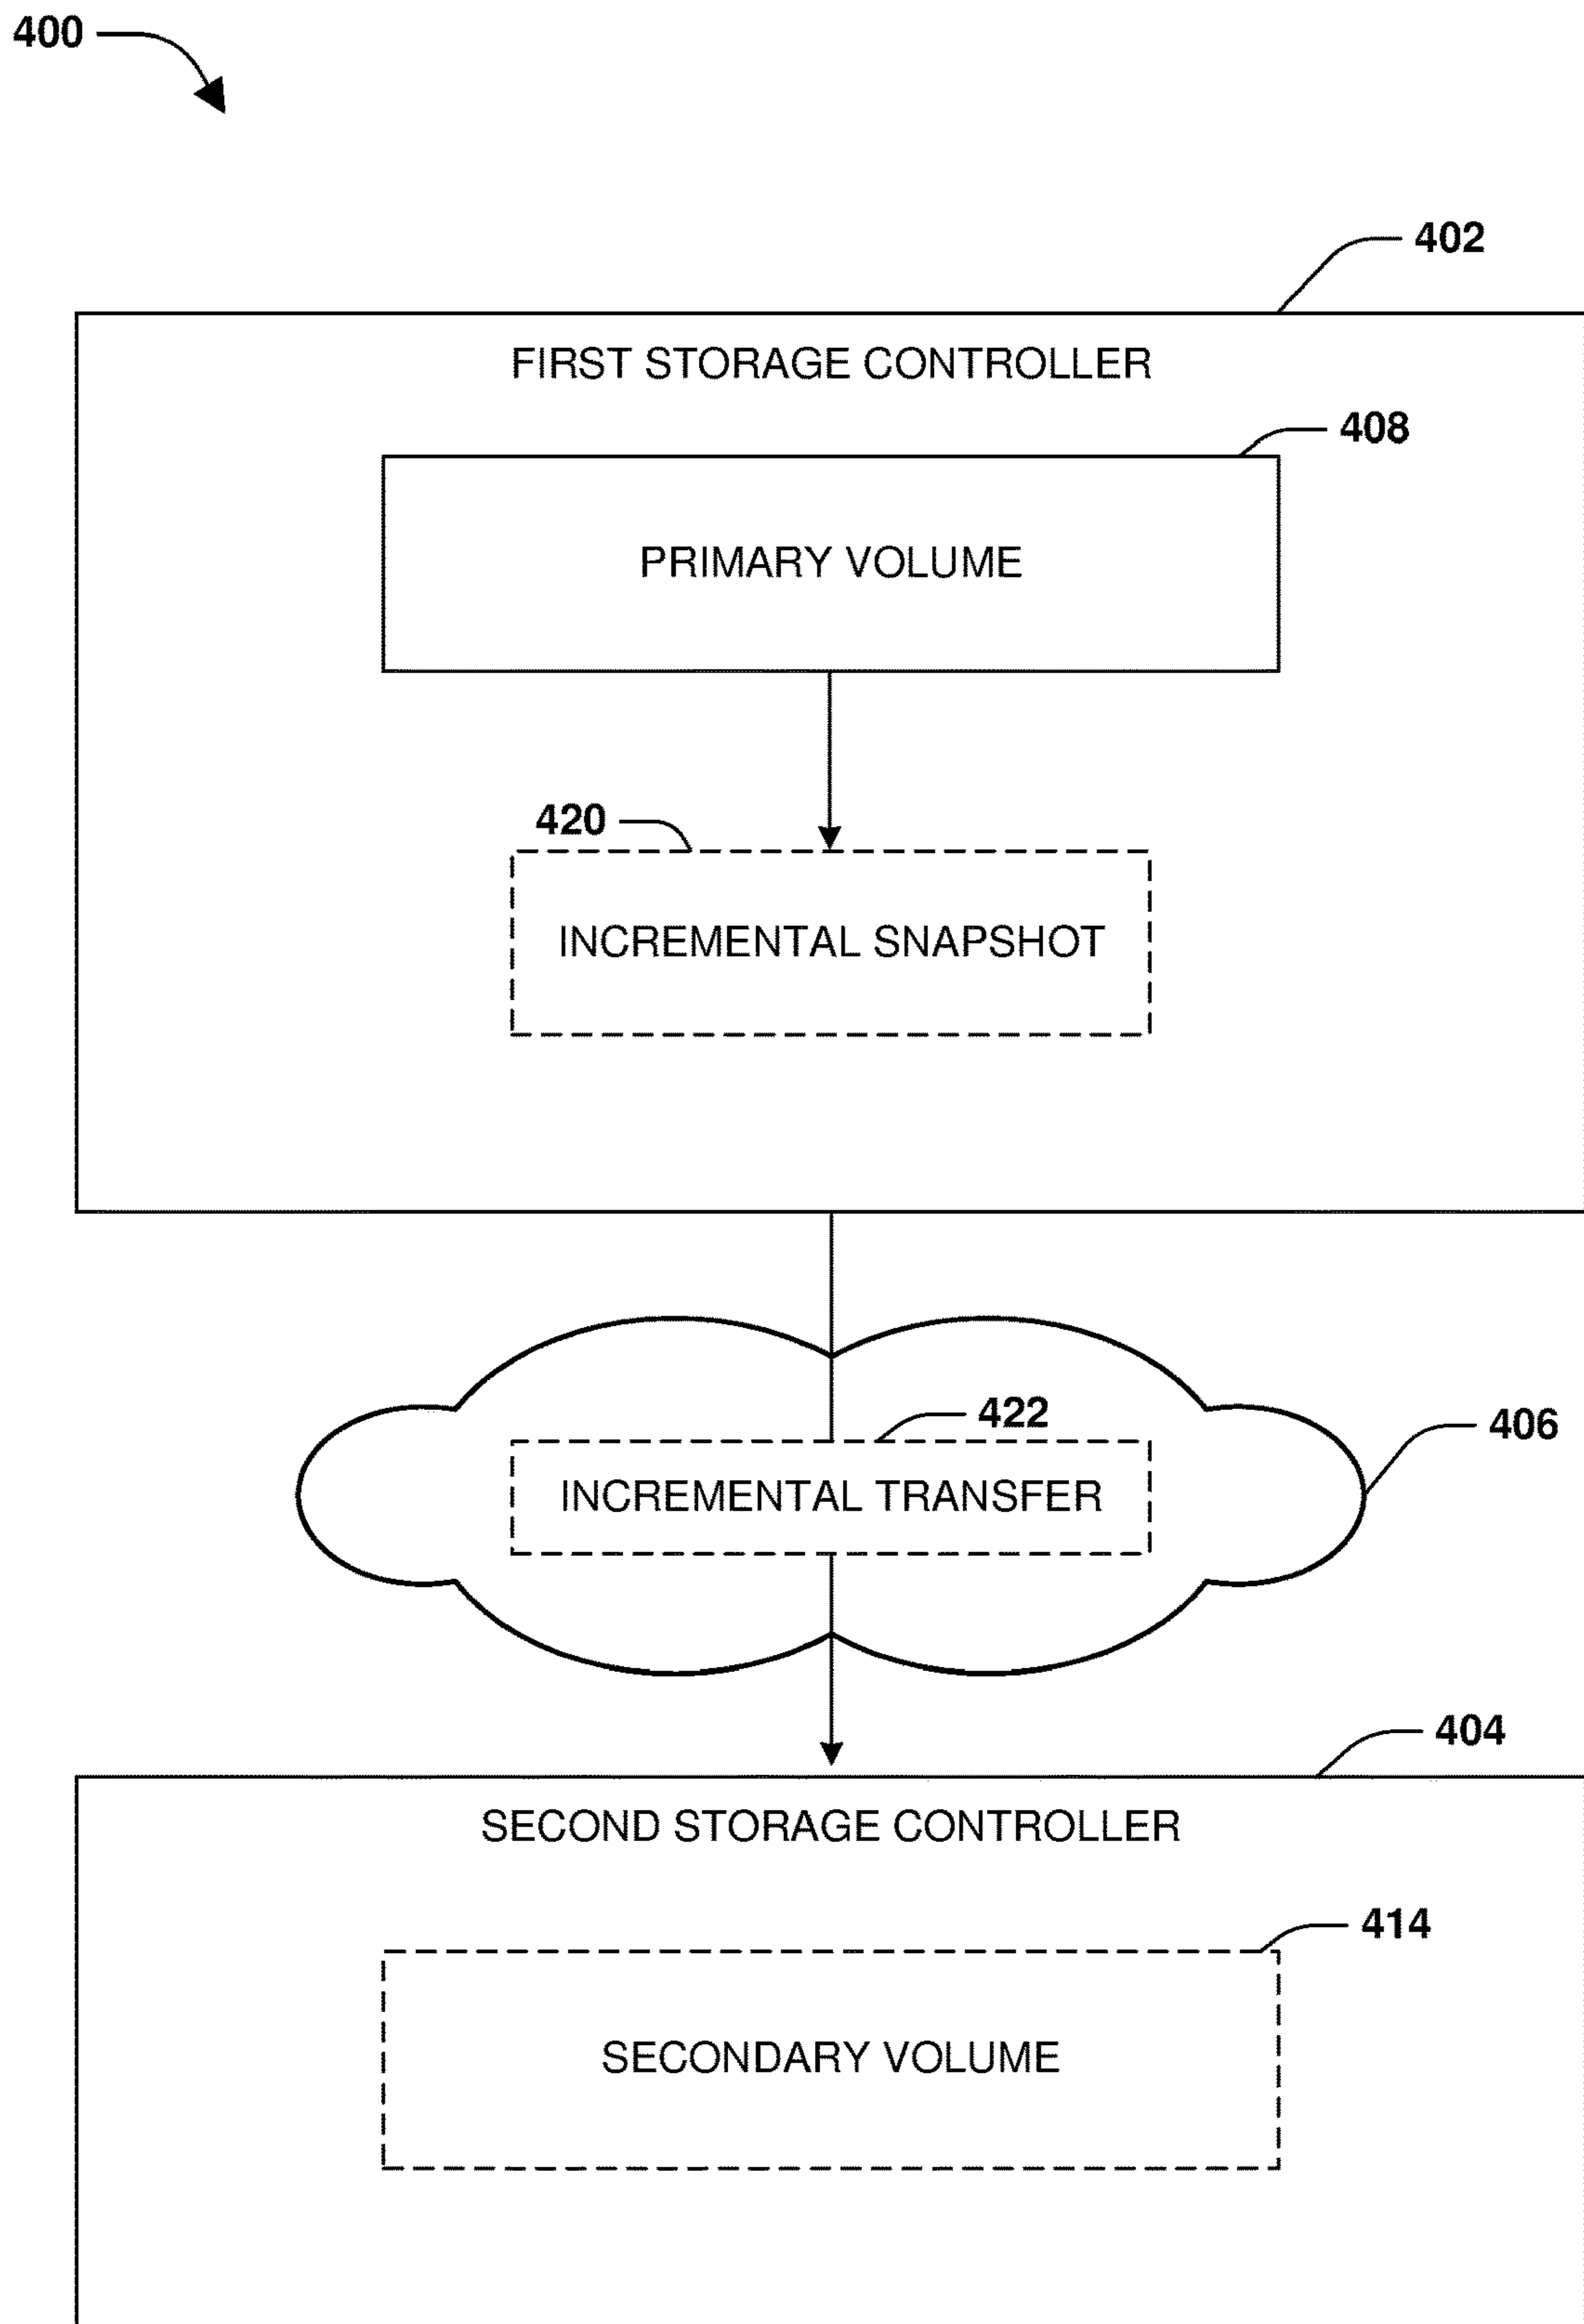 400
402
FIRST STORAGE CONTROLLER
408
PRIMARY VOLUME
420
INCREMENTAL SNAPSHOT
422
406
INCREMENTAL TRANSFER
404
SECOND STORAGE CONTROLLER
414
SECONDARY VOLUME